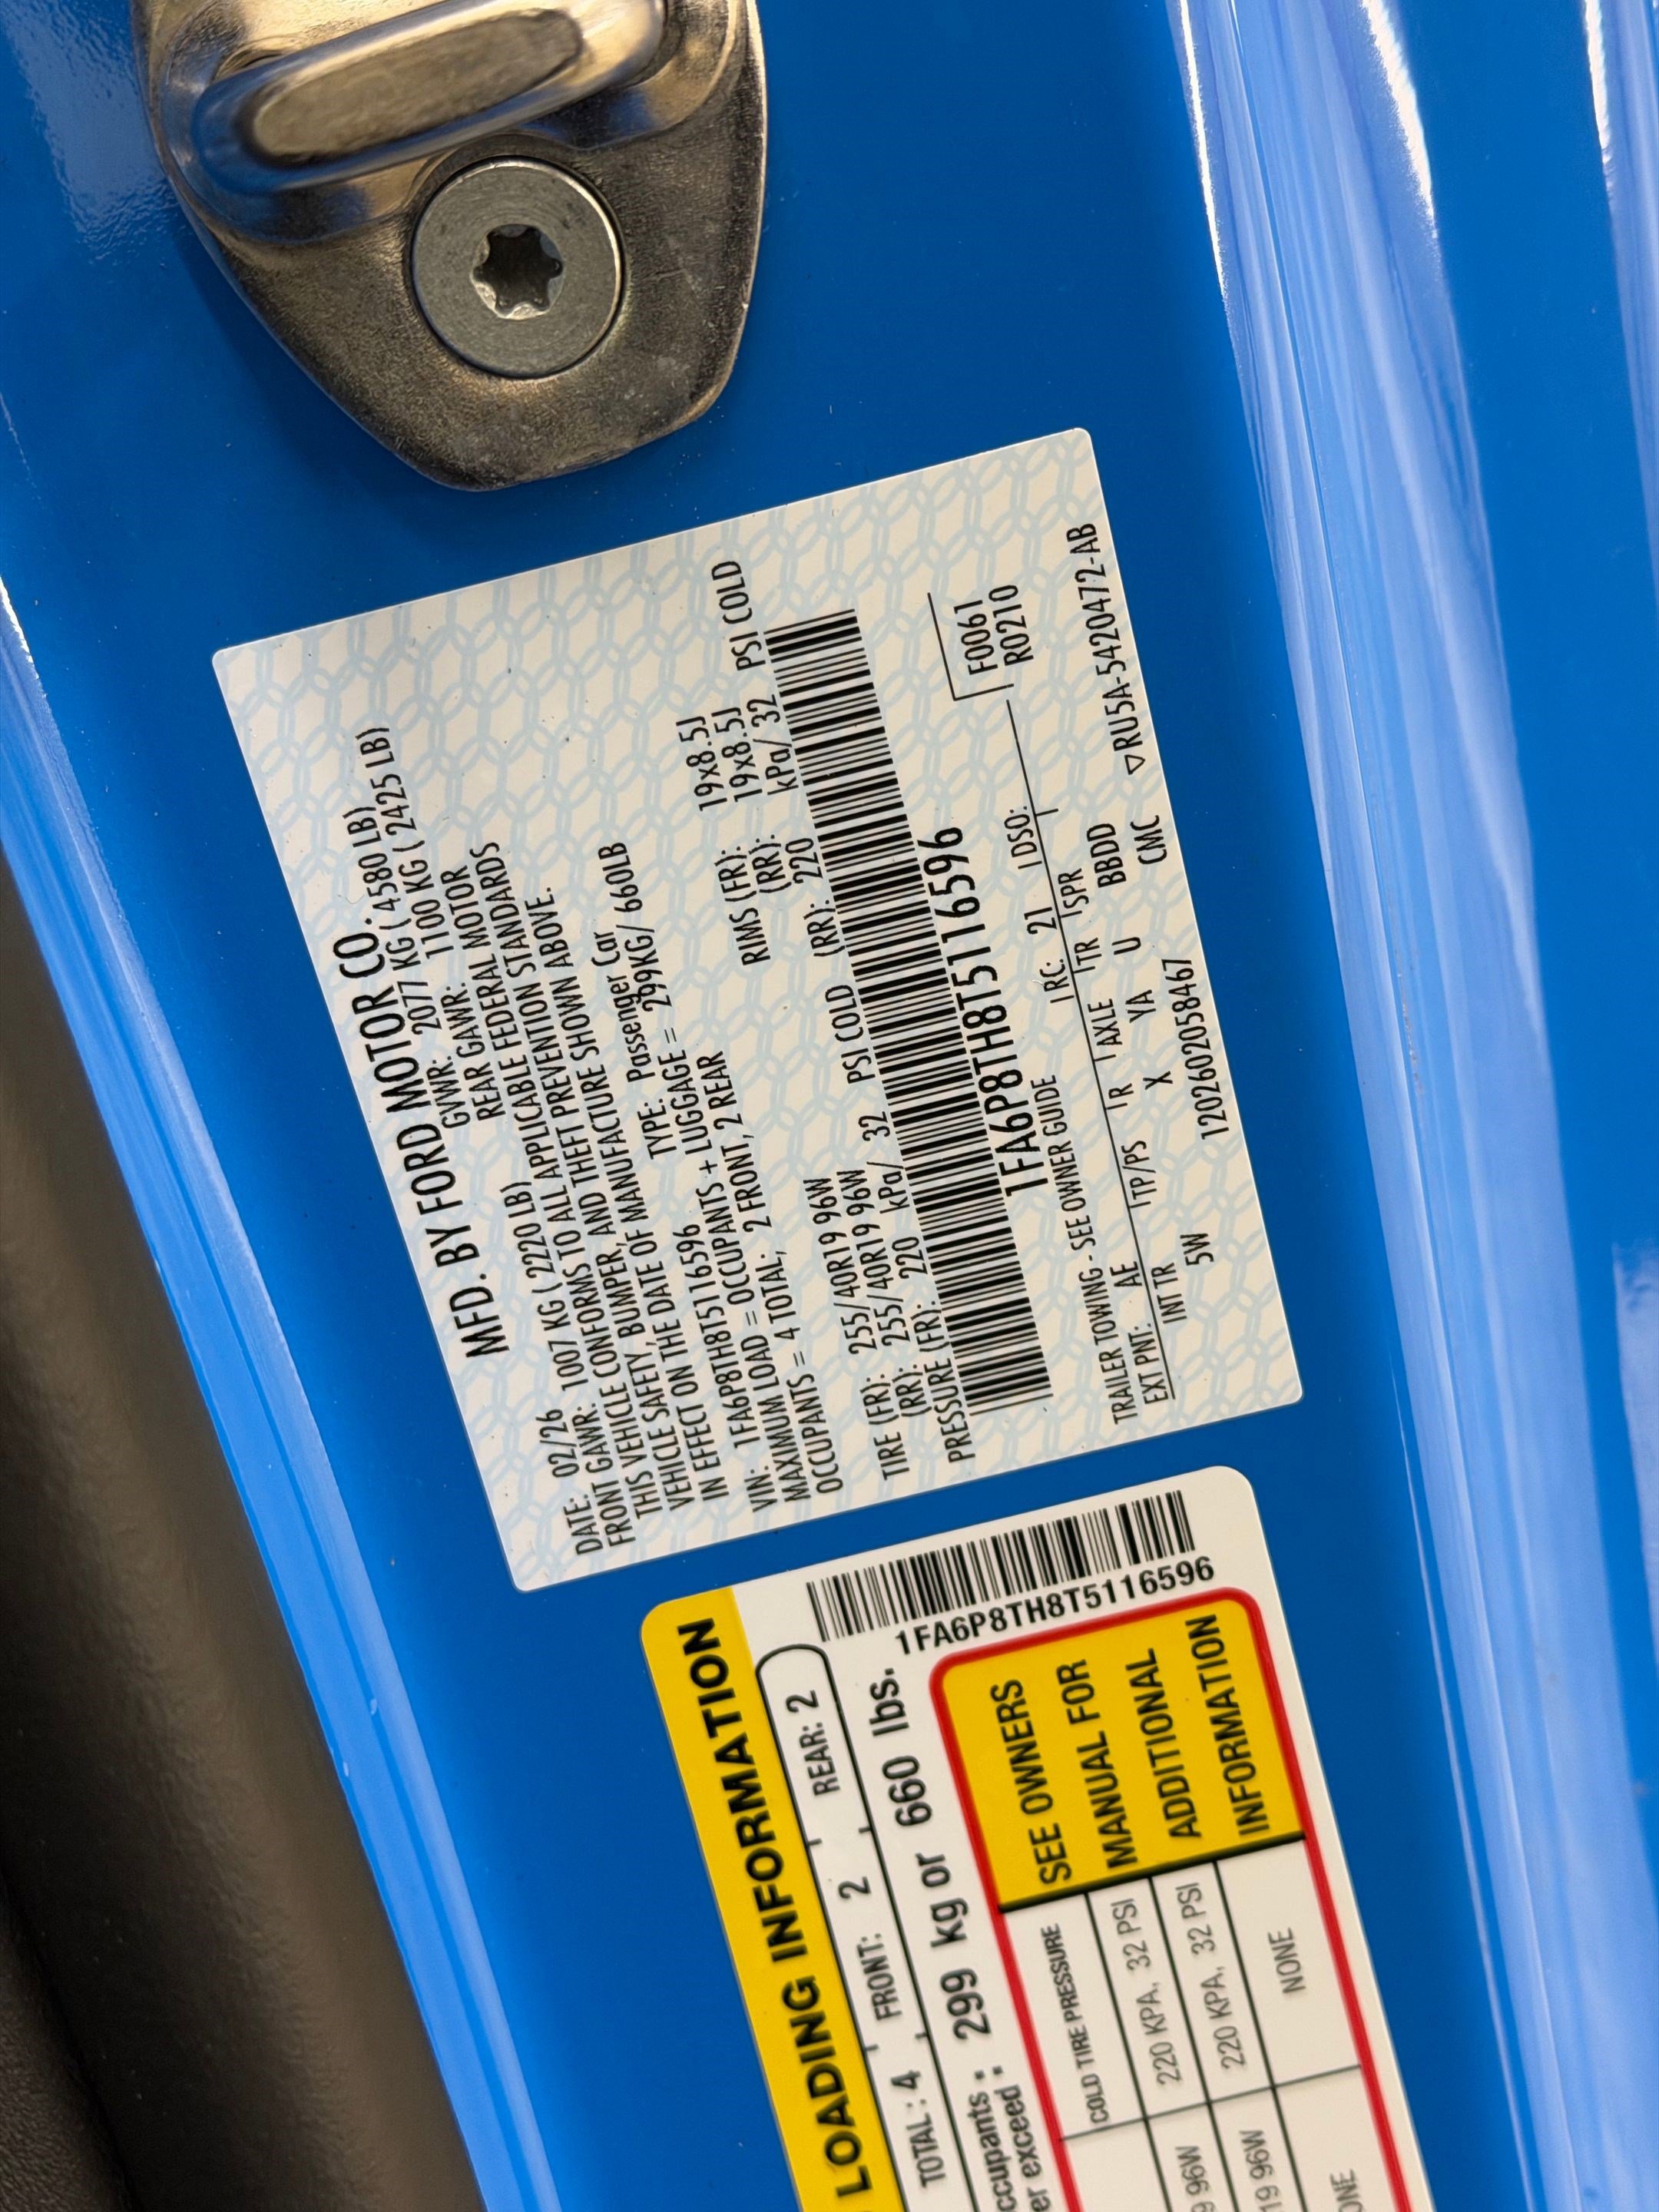 MFD. BY FORD MOTOR CO.
DATE: 02/26 GVWR: 2077 KG ( 4580 LB)
FRONT GAWR: 1007 KG ( 2220 LB) REAR GAWR: 1100 KG ( 2425 LB)
THIS VEHICLE CONFORMS TO ALL APPLICABLE FEDERAL MOTOR
VEHICLE SAFETY, BUMPER, AND THEFT PREVENTION STANDARDS
IN EFFECT ON THE DATE OF MANUFACTURE SHOWN ABOVE.
VIN: 1FA6P8TH8T5116596 TYPE: Passenger Car
MAXIMUM LOAD = OCCUPANTS + LUGGAGE = 299KG/ 660LB
OCCUPANTS = 4 TOTAL, 2 FRONT, 2 REAR
TIRE (FR): 255/40R19 96W RIMS (FR): 19x8.5J
(RR): 255/40R19 96W (RR): 19x8.5J
PRESSURE (FR): 220 kPa/ 32 PSI COLD (RR): 220 kPa/ 32 PSI COLD
1FA6P8TH8T5116596
F0061
R0210
TRAILER TOWING - SEE OWNER GUIDE
EXT PNT: AE RC: 21 DSO:
INT TR TP/PS R AXLE TR SPR
5W X YA U BBDD
1202602058467 CMC ▽RU5A-5420472-AB
LOADING INFORMATION
TOTAL: 4 FRONT: 2 REAR: 2
ccupants : 299 kg or 660 lbs.
er exceed :
1FA6P8TH8T5116596
COLD TIRE PRESSURE
9 96W 220 KPA, 32 PSI
19 96W 220 KPA, 32 PSI
ONE NONE
SEE OWNERS
MANUAL FOR
ADDITIONAL
INFORMATION